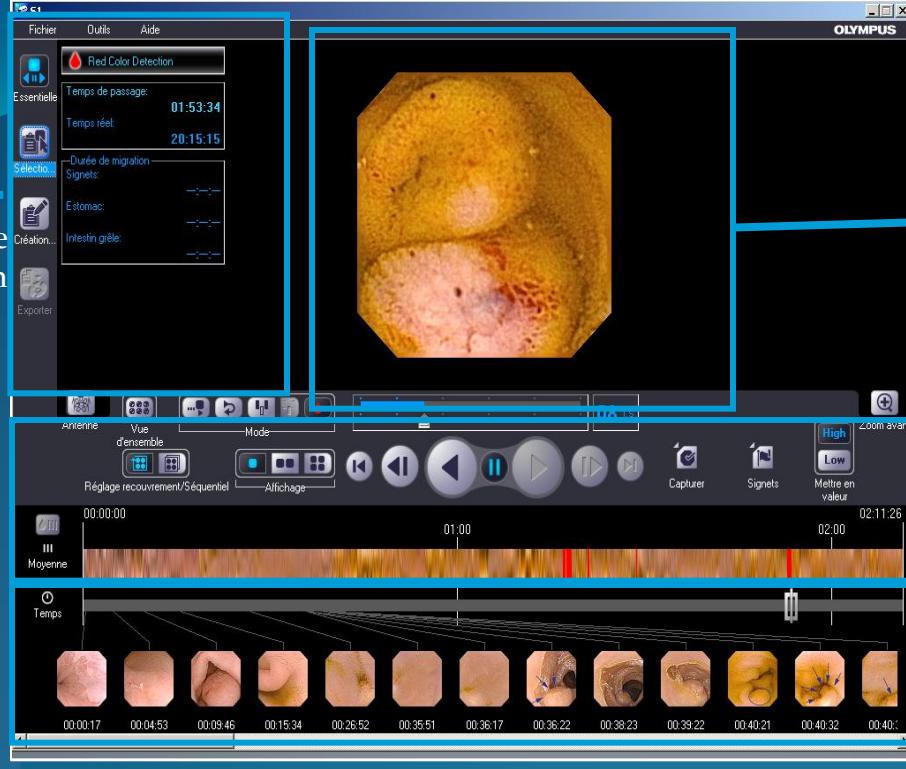 S1
Fichier Outils Aide
OLYMPUS
Essentielle
Sélectio...
Création...
Exporter
Red Color Detection
Temps de passage:
01:53:34
Temps réel:
20:15:15
Durée de migration
Signets:
--:--:--
Estomac:
--:--:--
Intestin grêle:
--:--:--
e
n
Antenne
Vue
d'ensemble
Mode
Zoom avan
Réglage recouvrement/Séquentiel
Affichage
Capturer
Signets
High
Low
Mettre en
valeur
00:00:00 01:00 02:00 02:11:26
Moyenne
Temps
00:00:17 00:04:53 00:09:46 00:15:34 00:26:52 00:35:51 00:36:17 00:36:22 00:38:23 00:39:22 00:40:21 00:40:32 00:40: